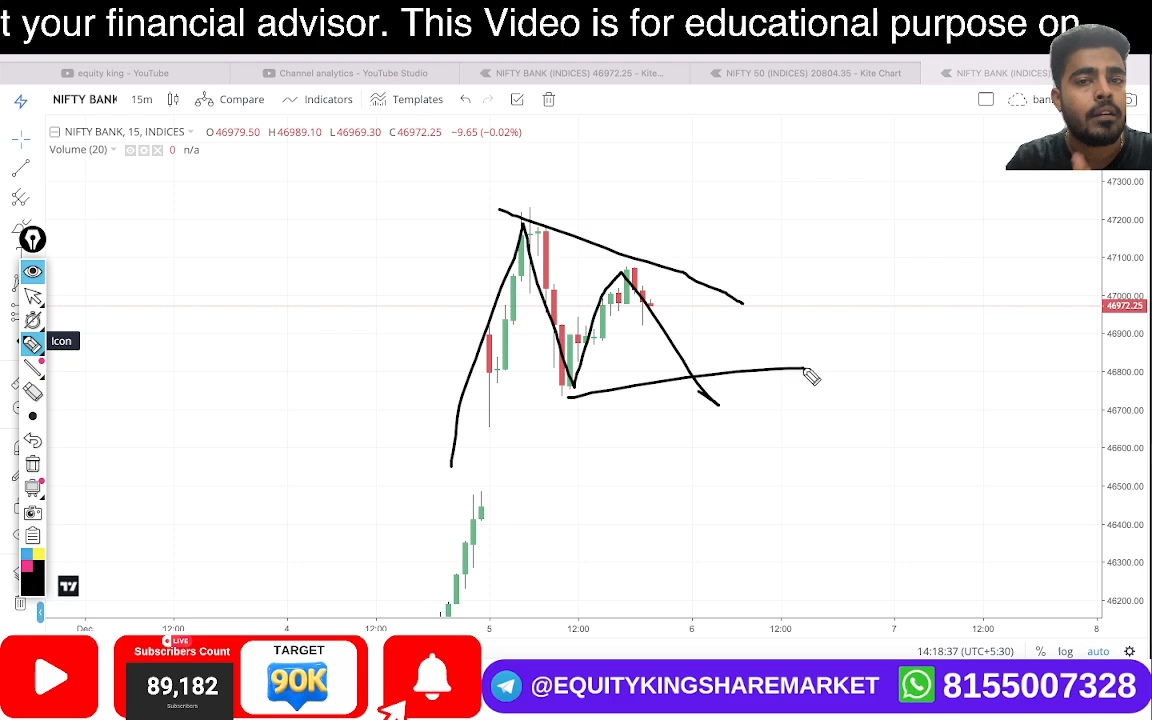 t your financial advisor. This Video is for educational purpose on
equity king - YouTube
Channel analytics - YouTube Studio
NIFTY BANK (INDICES) 46972.25 - Kite...
NIFTY 50 (INDICES) 20804.35 - Kite Chart
NIFTY BANK (INDICES)
NIFTY BANK 15m Compare Indicators Templates
ban
NIFTY BANK, 15, INDICES O46979.50 H46989.10 L46969.30 C46972.25 −9.65 (−0.02%)
Volume (20) 0 n/a
47300.00
47200.00
47100.00
47000.00
46972.25
46900.00
46800.00
46700.00
46600.00
46500.00
46400.00
46300.00
46200.00
Icon
Dec 12:00 4 12:00 5 12:00 6 12:00 7 12:00 8
14:18:37 (UTC+5:30) % log auto
LIVE
Subscribers Count
89,182
Subscribers
TARGET
90K
@EQUITYKINGSHAREMARKET
8155007328